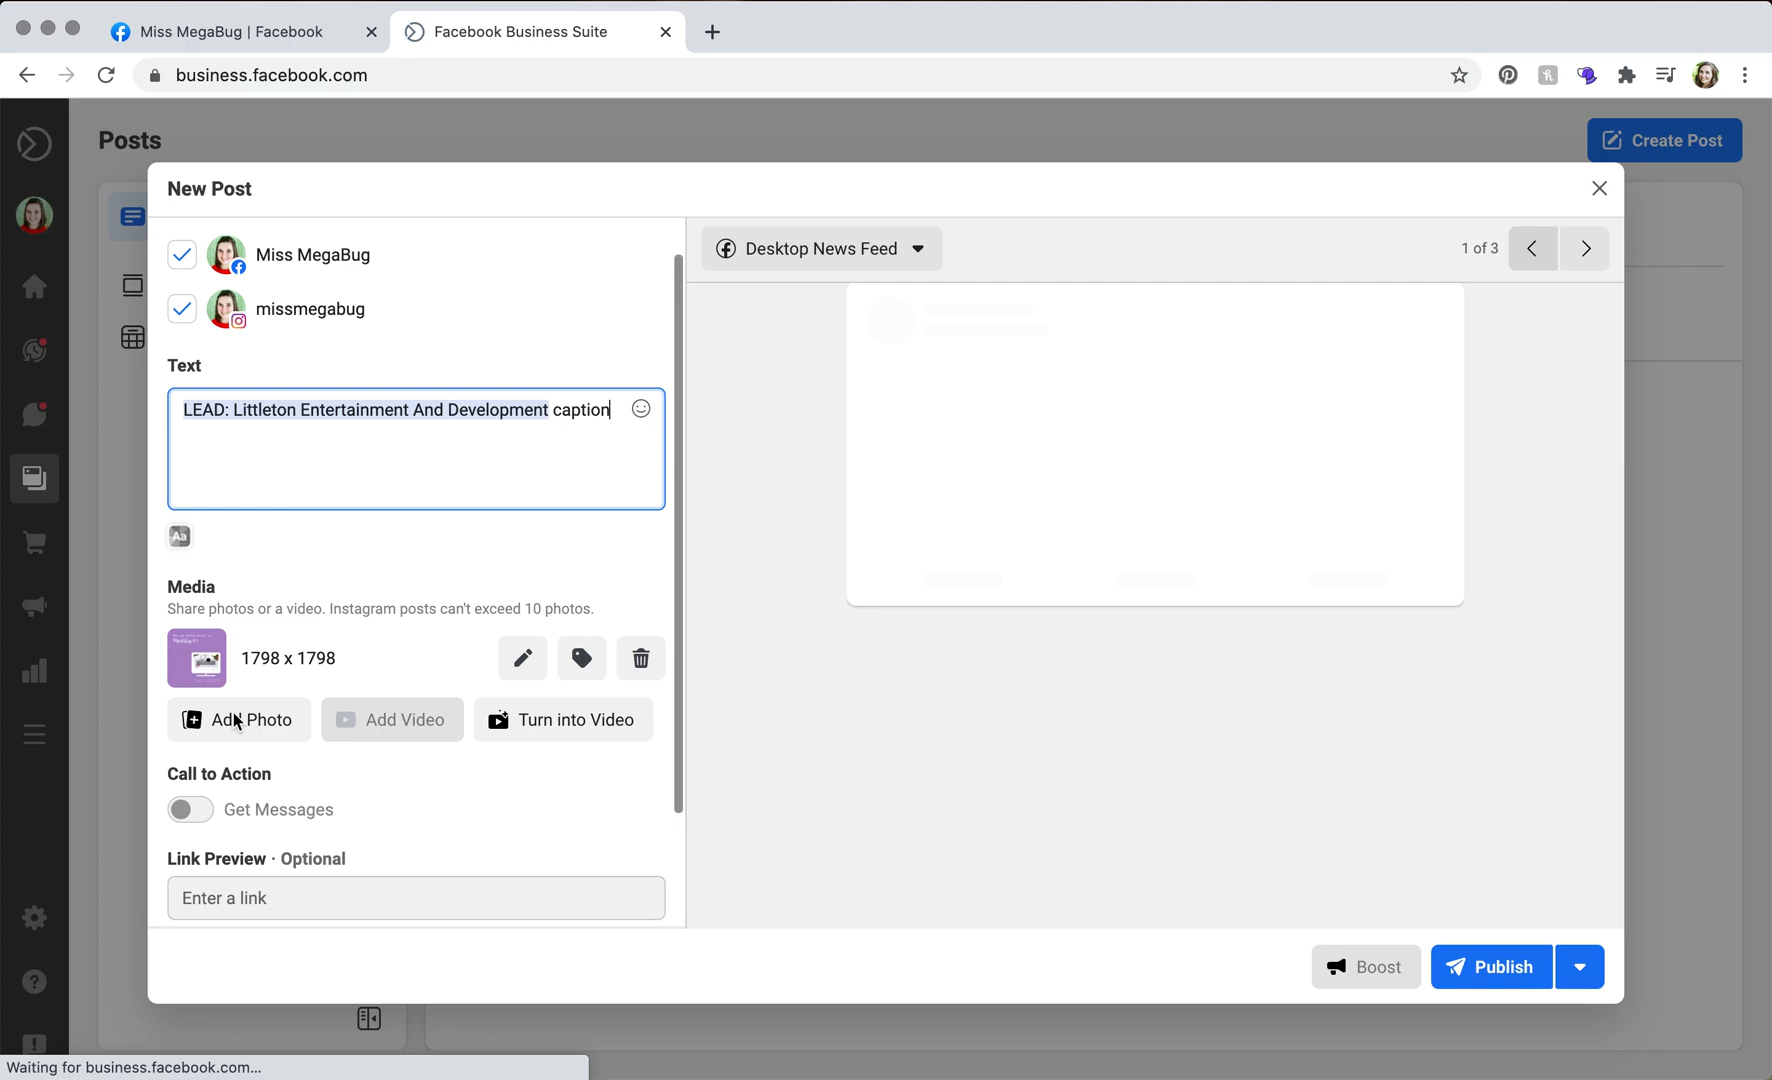 Miss MegaBug | Facebook
Facebook Business Suite
business.facebook.com
Posts
Create Post
New Post
Miss MegaBug
missmegabug
Desktop News Feed
1 of 3
Text
LEAD: Littleton Entertainment And Development caption
Aa
Media
Share photos or a video. Instagram posts can't exceed 10 photos.
1798 x 1798
Add Photo
Add Video
Turn into Video
Call to Action
Get Messages
Link Preview · Optional
Enter a link
Boost
Publish
Waiting for business.facebook.com...